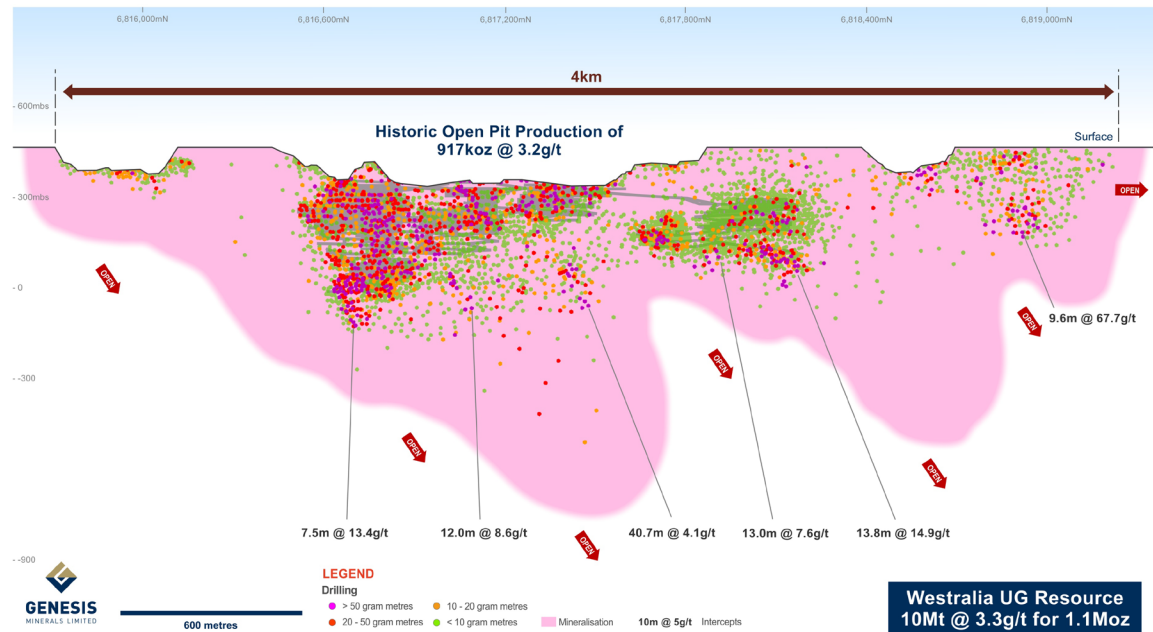 6,816,000mN
6,816,600mN
6,817,200mN
6,817,800mN
6,818,400mN
6,819,000mN
4km
- 600mbs
Historic Open Pit Production of
917koz @ 3.2g/t
Surface
- 300mbs
OPEN
OPEN
- 0
9.6m @ 67.7g/t
OPEN
OPEN
- -300
OPEN
OPEN
7.5m @ 13.4g/t
12.0m @ 8.6g/t
40.7m @ 4.1g/t
13.0m @ 7.6g/t
13.8m @ 14.9g/t
OPEN
- -900
LEGEND
Drilling
> 50 gram metres
10 - 20 gram metres
20 - 50 gram metres
< 10 gram metres
Mineralisation
10m @ 5g/t Intercepts
GENESIS
MINERALS LIMITED
600 metres
Westralia UG Resource
10Mt @ 3.3g/t for 1.1Moz